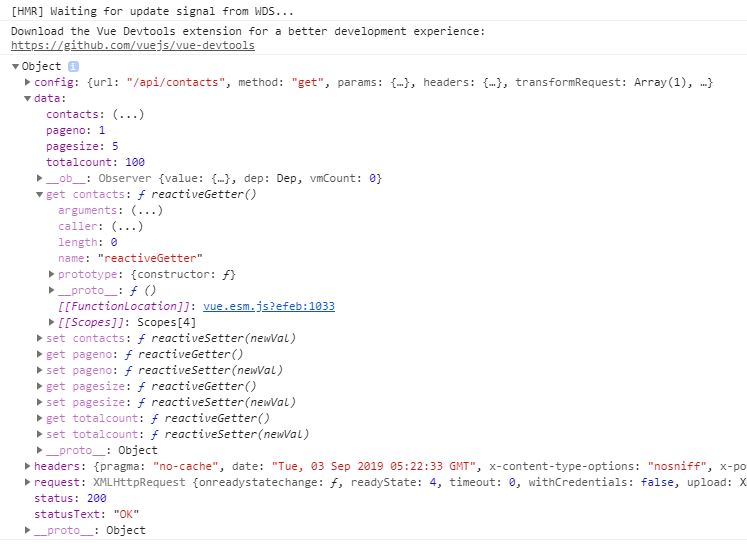 [HMR] Waiting for update signal from WDS...
Download the Vue Devtools extension for a better development experience:
https://github.com/vuejs/vue-devtools
▼Object i
▶config: {url: "/api/contacts", method: "get", params: {…}, headers: {…}, transformRequest: Array(1), …}
▼data:
contacts: (...)
pageno: 1
pagesize: 5
totalcount: 100
▶__ob__: Observer {value: {…}, dep: Dep, vmCount: 0}
▼get contacts: ƒ reactiveGetter()
arguments: (...)
caller: (...)
length: 0
name: "reactiveGetter"
▶prototype: {constructor: ƒ}
▶__proto__: ƒ ()
[[FunctionLocation]]: vue.esm.js?efeb:1033
▶[[Scopes]]: Scopes[4]
▶set contacts: ƒ reactiveSetter(newVal)
▶get pageno: ƒ reactiveGetter()
▶set pageno: ƒ reactiveSetter(newVal)
▶get pagesize: ƒ reactiveGetter()
▶set pagesize: ƒ reactiveSetter(newVal)
▶get totalcount: ƒ reactiveGetter()
▶set totalcount: ƒ reactiveSetter(newVal)
▶__proto__: Object
▶headers: {pragma: "no-cache", date: "Tue, 03 Sep 2019 05:22:33 GMT", x-content-type-options: "nosniff", x-po
▶request: XMLHttpRequest {onreadystatechange: ƒ, readyState: 4, timeout: 0, withCredentials: false, upload: X
status: 200
statusText: "OK"
▶__proto__: Object